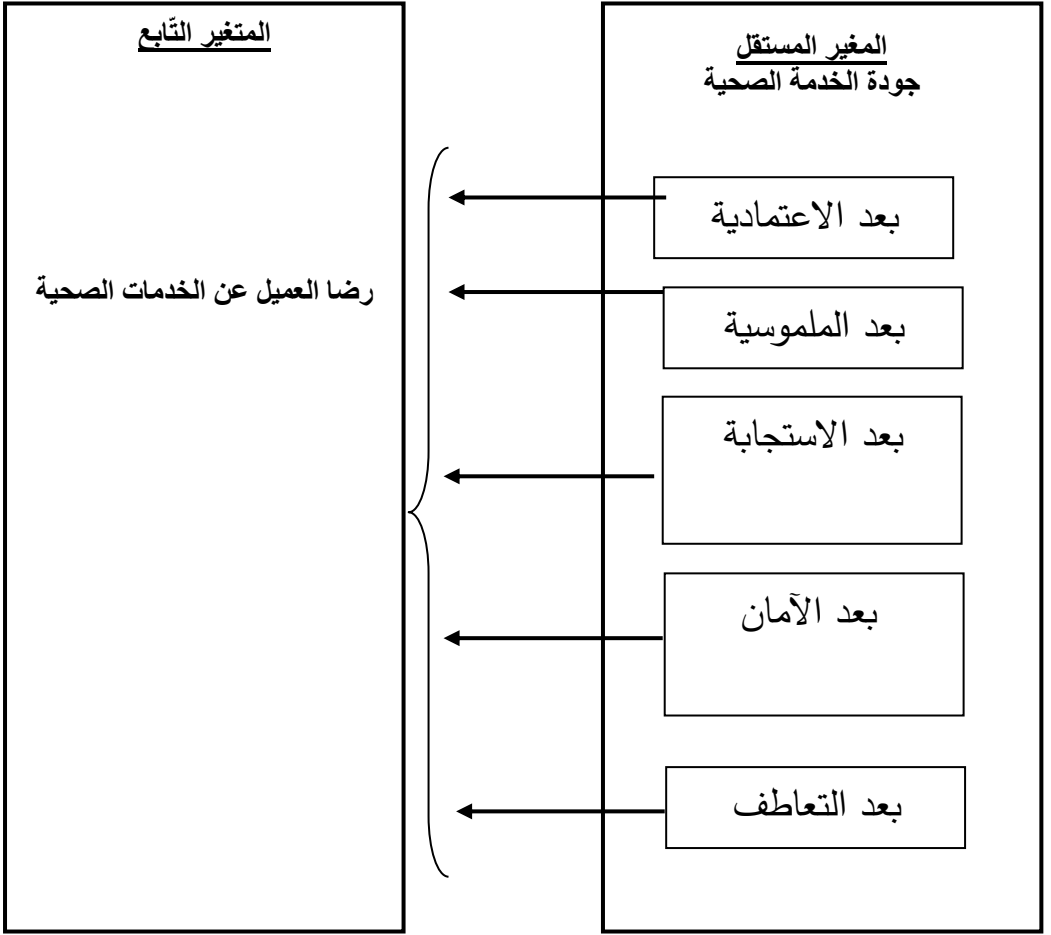 المغير المستقل
جودة الخدمة الصحية
بعد الاعتمادية
بعد الملموسية
بعد الاستجابة
بعد الآمان
بعد التعاطف
المتغير التّابع
رضا العميل عن الخدمات الصحية